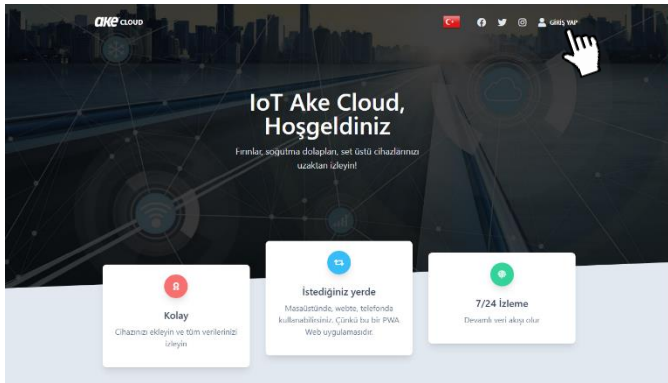 ake CLOUD
GİRİŞ YAP
IoT Ake Cloud,
Hoşgeldiniz
Fırınlar, soğutma dolapları, set üstü cihazlarınızı
uzaktan izleyin!
Kolay
Cihazınızı ekleyin ve tüm verilerinizi
izleyin
İstediğiniz yerde
Masaüstünde, webte, telefonda
kullanabilirsiniz. Çünkü bu bir PWA
Web uygulamasıdır.
7/24 İzleme
Devamlı veri akışı olur